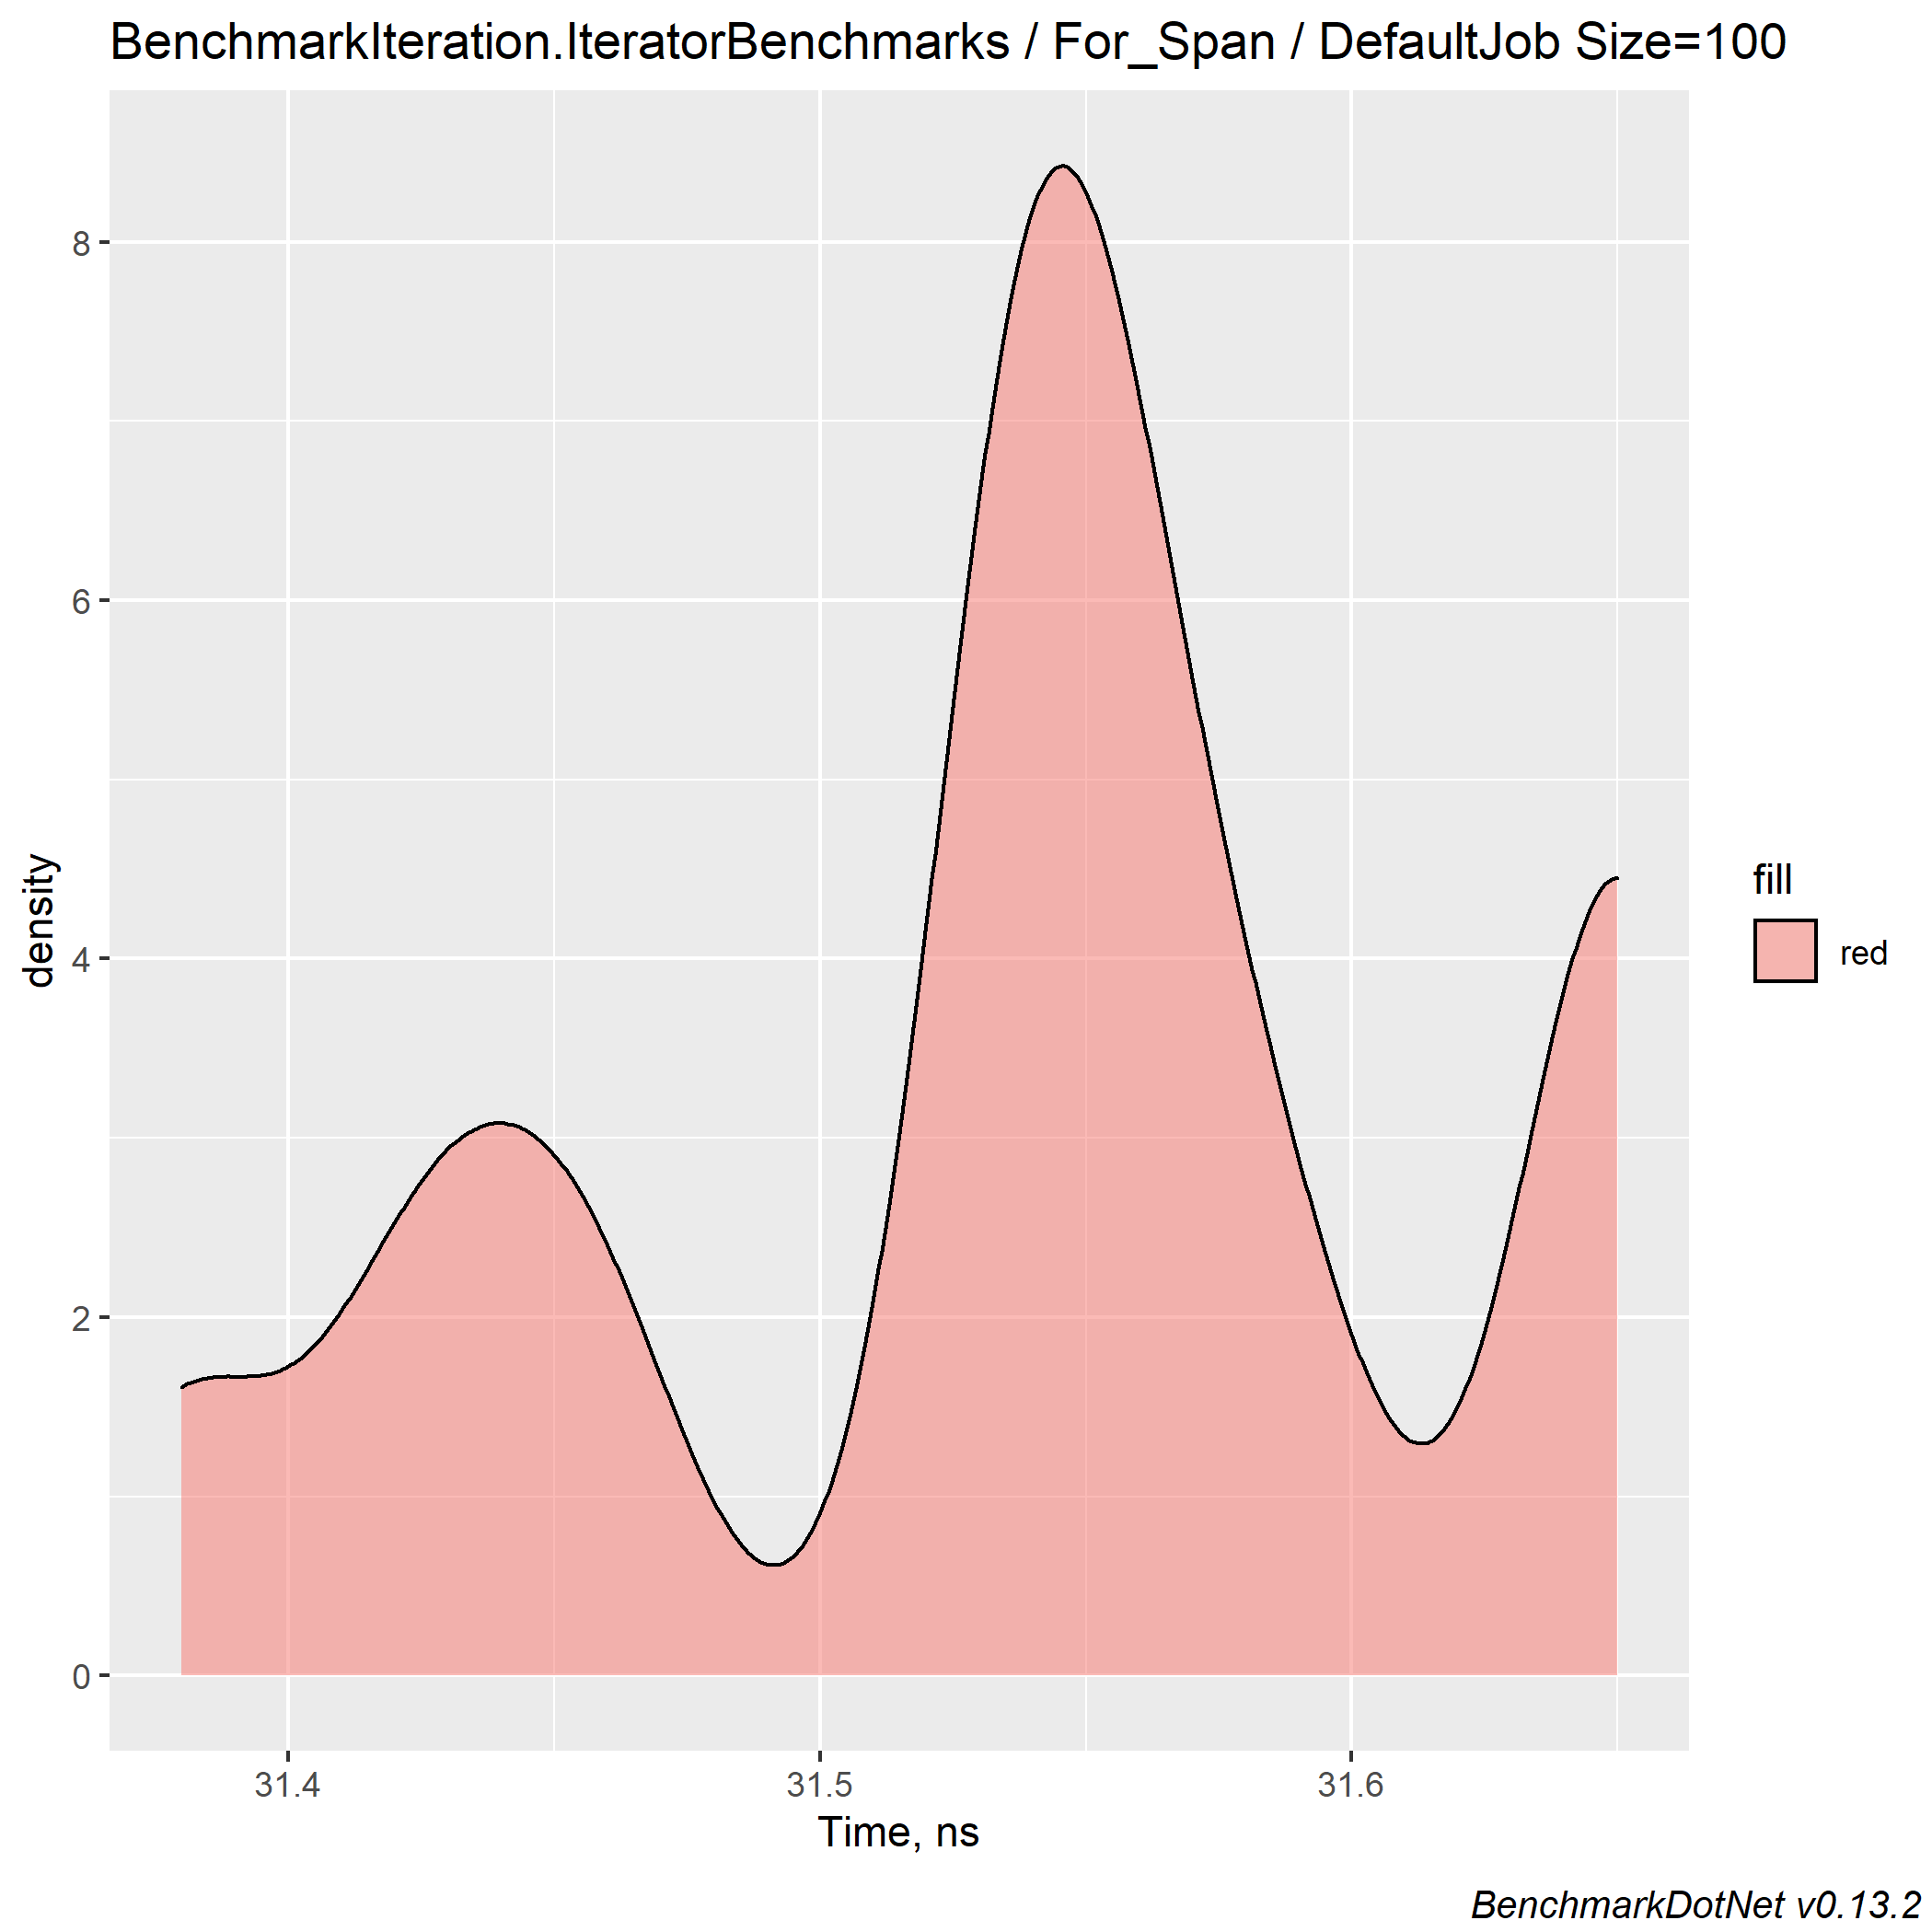 BenchmarkIteration.IteratorBenchmarks / For_Span / DefaultJob Size=100
8
6
4
2
0
density
31.4 31.5 31.6
Time, ns
fill
red
BenchmarkDotNet v0.13.2